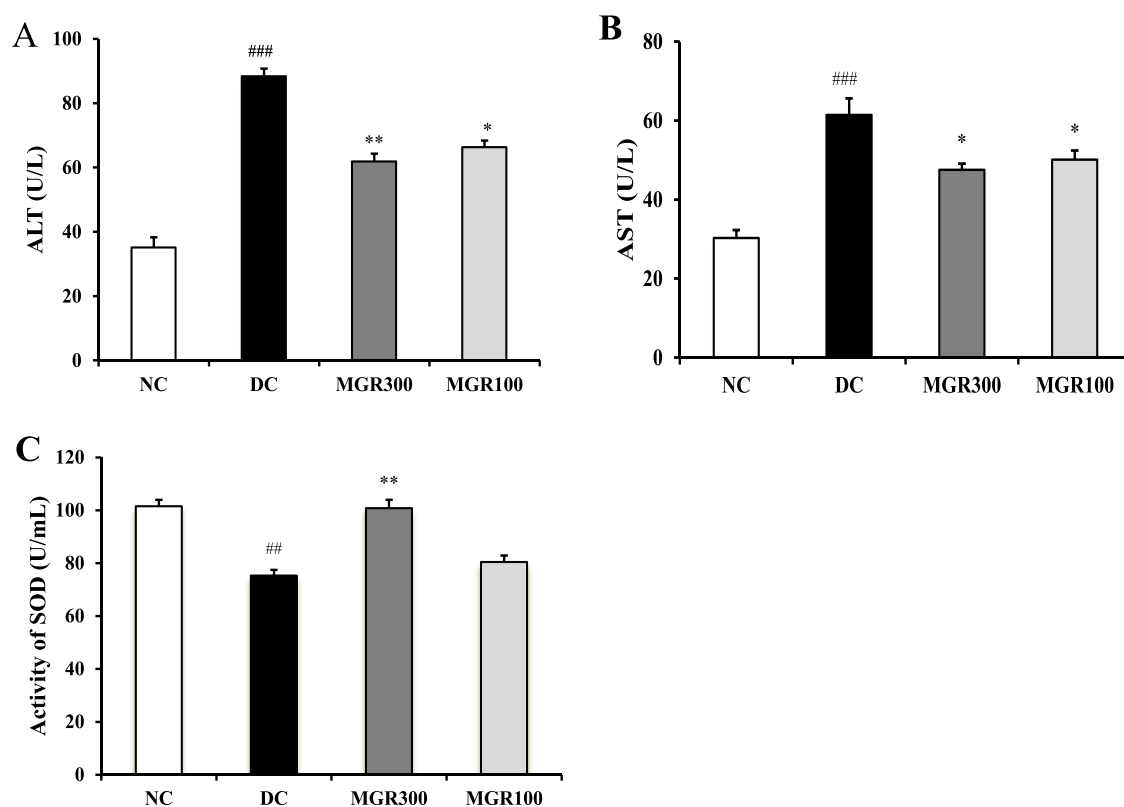 A
ALT (U/L)
100
80
60
40
20
0
###
**
*
NC DC MGR300 MGR100
B
AST (U/L)
80
60
40
20
0
###
*
*
NC DC MGR300 MGR100
C
Activity of SOD (U/mL)
120
100
80
60
40
20
0
##
**
NC DC MGR300 MGR100